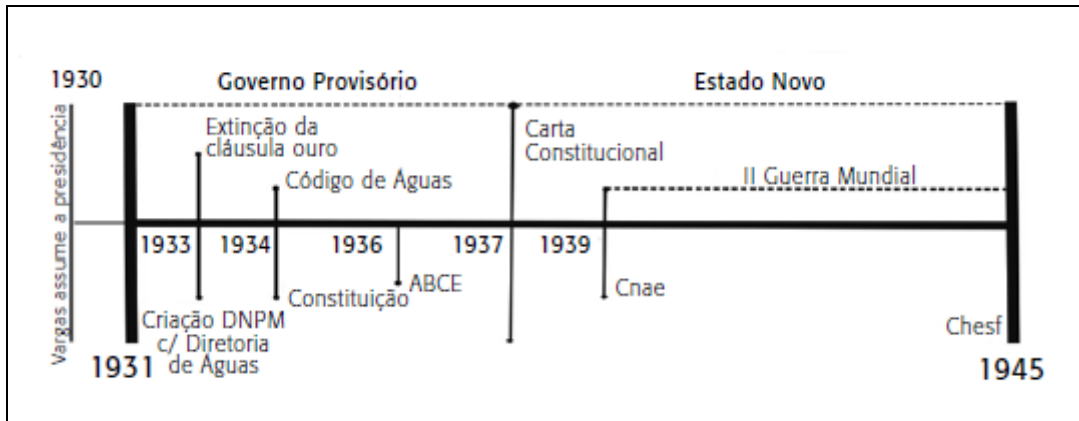 1930
Governo Provisório
Estado Novo
Vargas assume a presidência
Extinção da
cláusula ouro
Carta
Constitucional
Código de Águas
II Guerra Mundial
1933
1934
1936
1937
1939
ABCE
Cnae
Constituição
Criação DNPM
c/ Diretoria
de Águas
Chesf
1931
1945